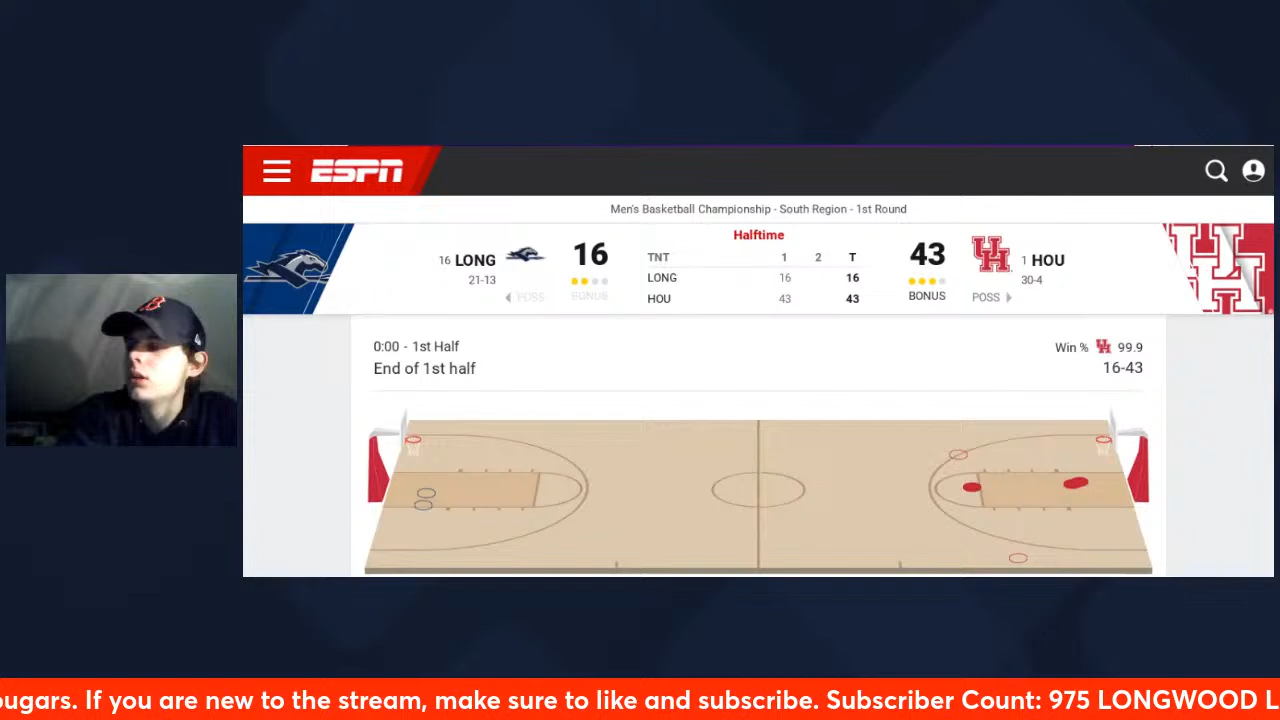 ESPN
Men's Basketball Championship - South Region - 1st Round
16 LONG
21-13
POSS
16
BONUS
Halftime
TNT 1 2 T
LONG 16 16
HOU 43 43
43
BONUS
1 HOU
30-4
POSS
0:00 - 1st Half
End of 1st half
Win % 99.9
16-43
ougars. If you are new to the stream, make sure to like and subscribe. Subscriber Count: 975 LONGWOOD L